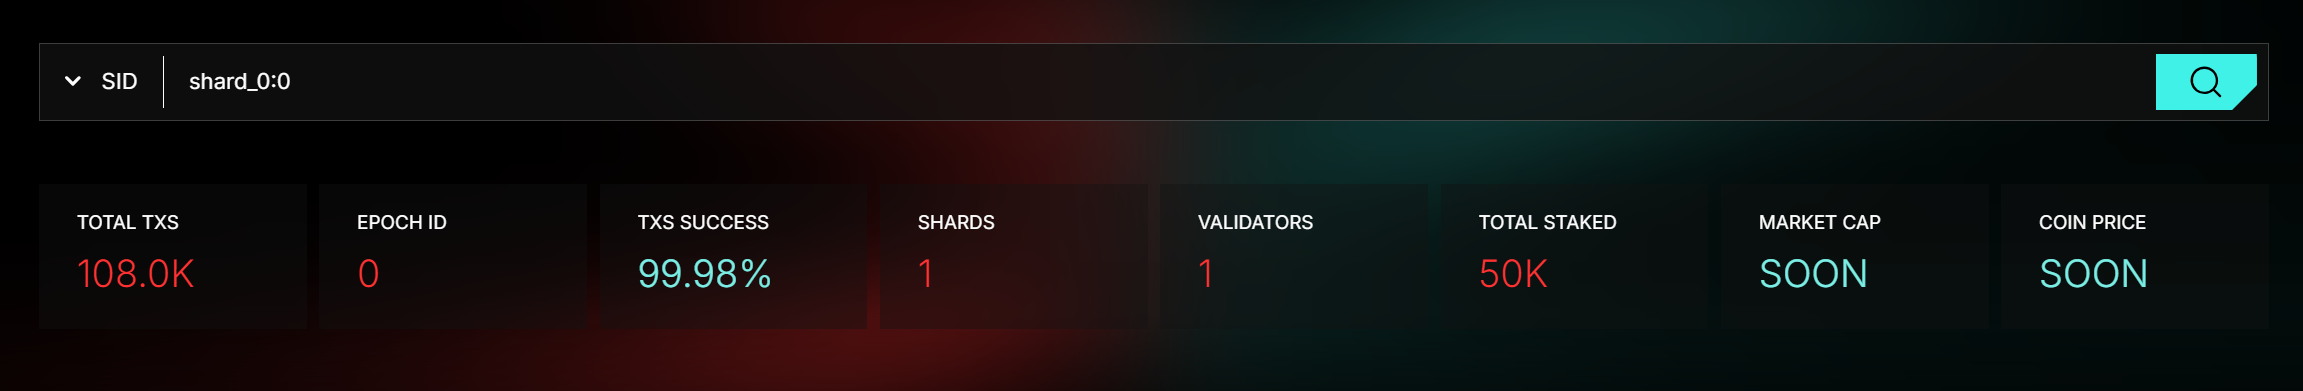 SID shard_0:0
TOTAL TXS EPOCH ID TXS SUCCESS SHARDS VALIDATORS TOTAL STAKED MARKET CAP COIN PRICE
108.0K 0 99.98% 1 1 50K SOON SOON